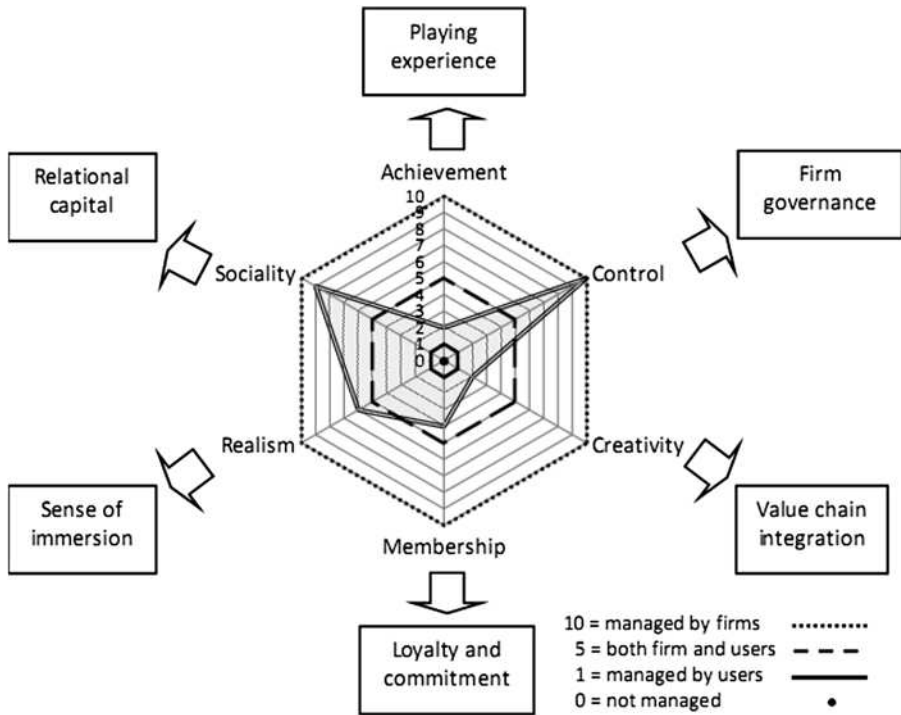 Playing
experience
Relational
capital
Firm
governance
Achievement
10
9
8
7
6
5
4
3
2
1
0
Sociality
Control
Realism
Creativity
Membership
Sense of
immersion
Value chain
integration
Loyalty and
commitment
10 = managed by firms
5 = both firm and users
1 = managed by users
0 = not managed